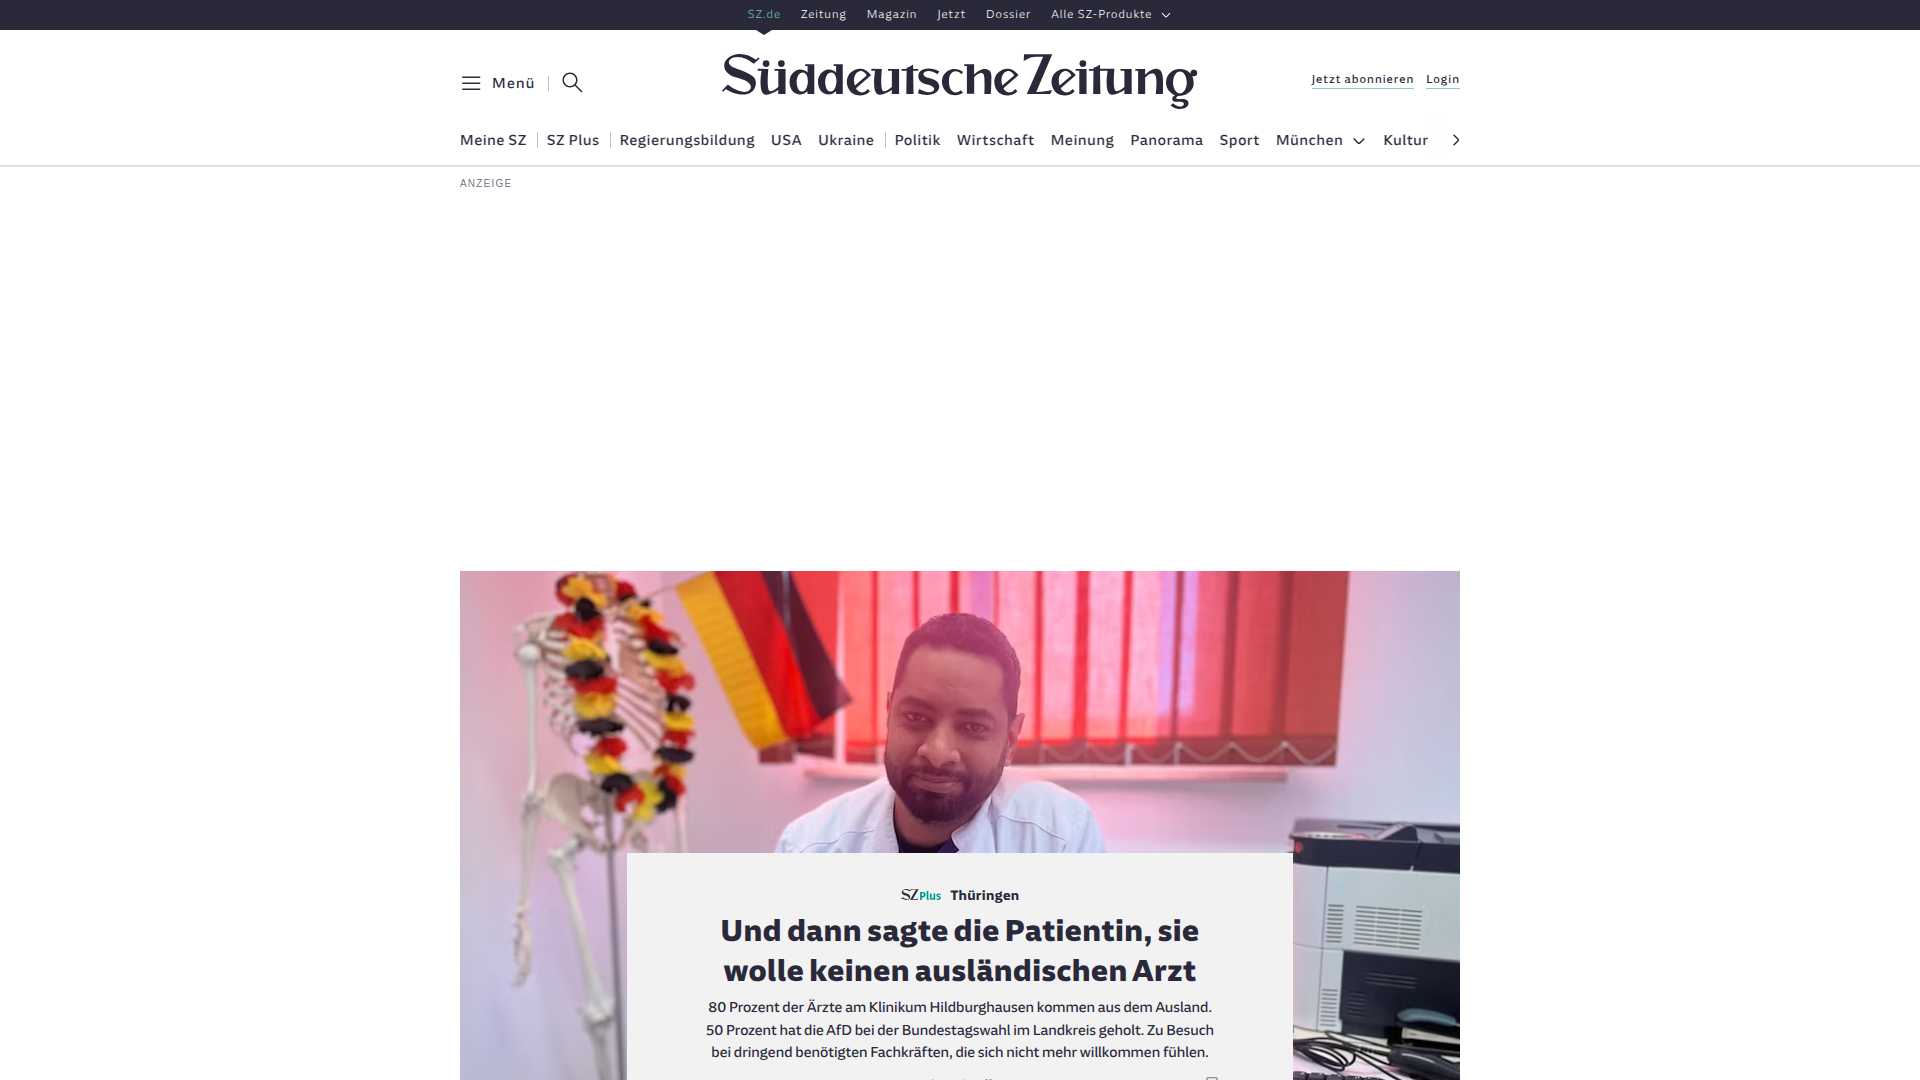 SZ.de Zeitung Magazin Jetzt Dossier Alle SZ-Produkte
Menü
Süddeutsche Zeitung
Jetzt abonnieren Login
Meine SZ SZ Plus Regierungsbildung USA Ukraine Politik Wirtschaft Meinung Panorama Sport München Kultur
ANZEIGE
SZ Plus Thüringen
Und dann sagte die Patientin, sie
wolle keinen ausländischen Arzt
80 Prozent der Ärzte am Klinikum Hildburghausen kommen aus dem Ausland.
50 Prozent hat die AfD bei der Bundestagswahl im Landkreis geholt. Zu Besuch
bei dringend benötigten Fachkräften, die sich nicht mehr willkommen fühlen.